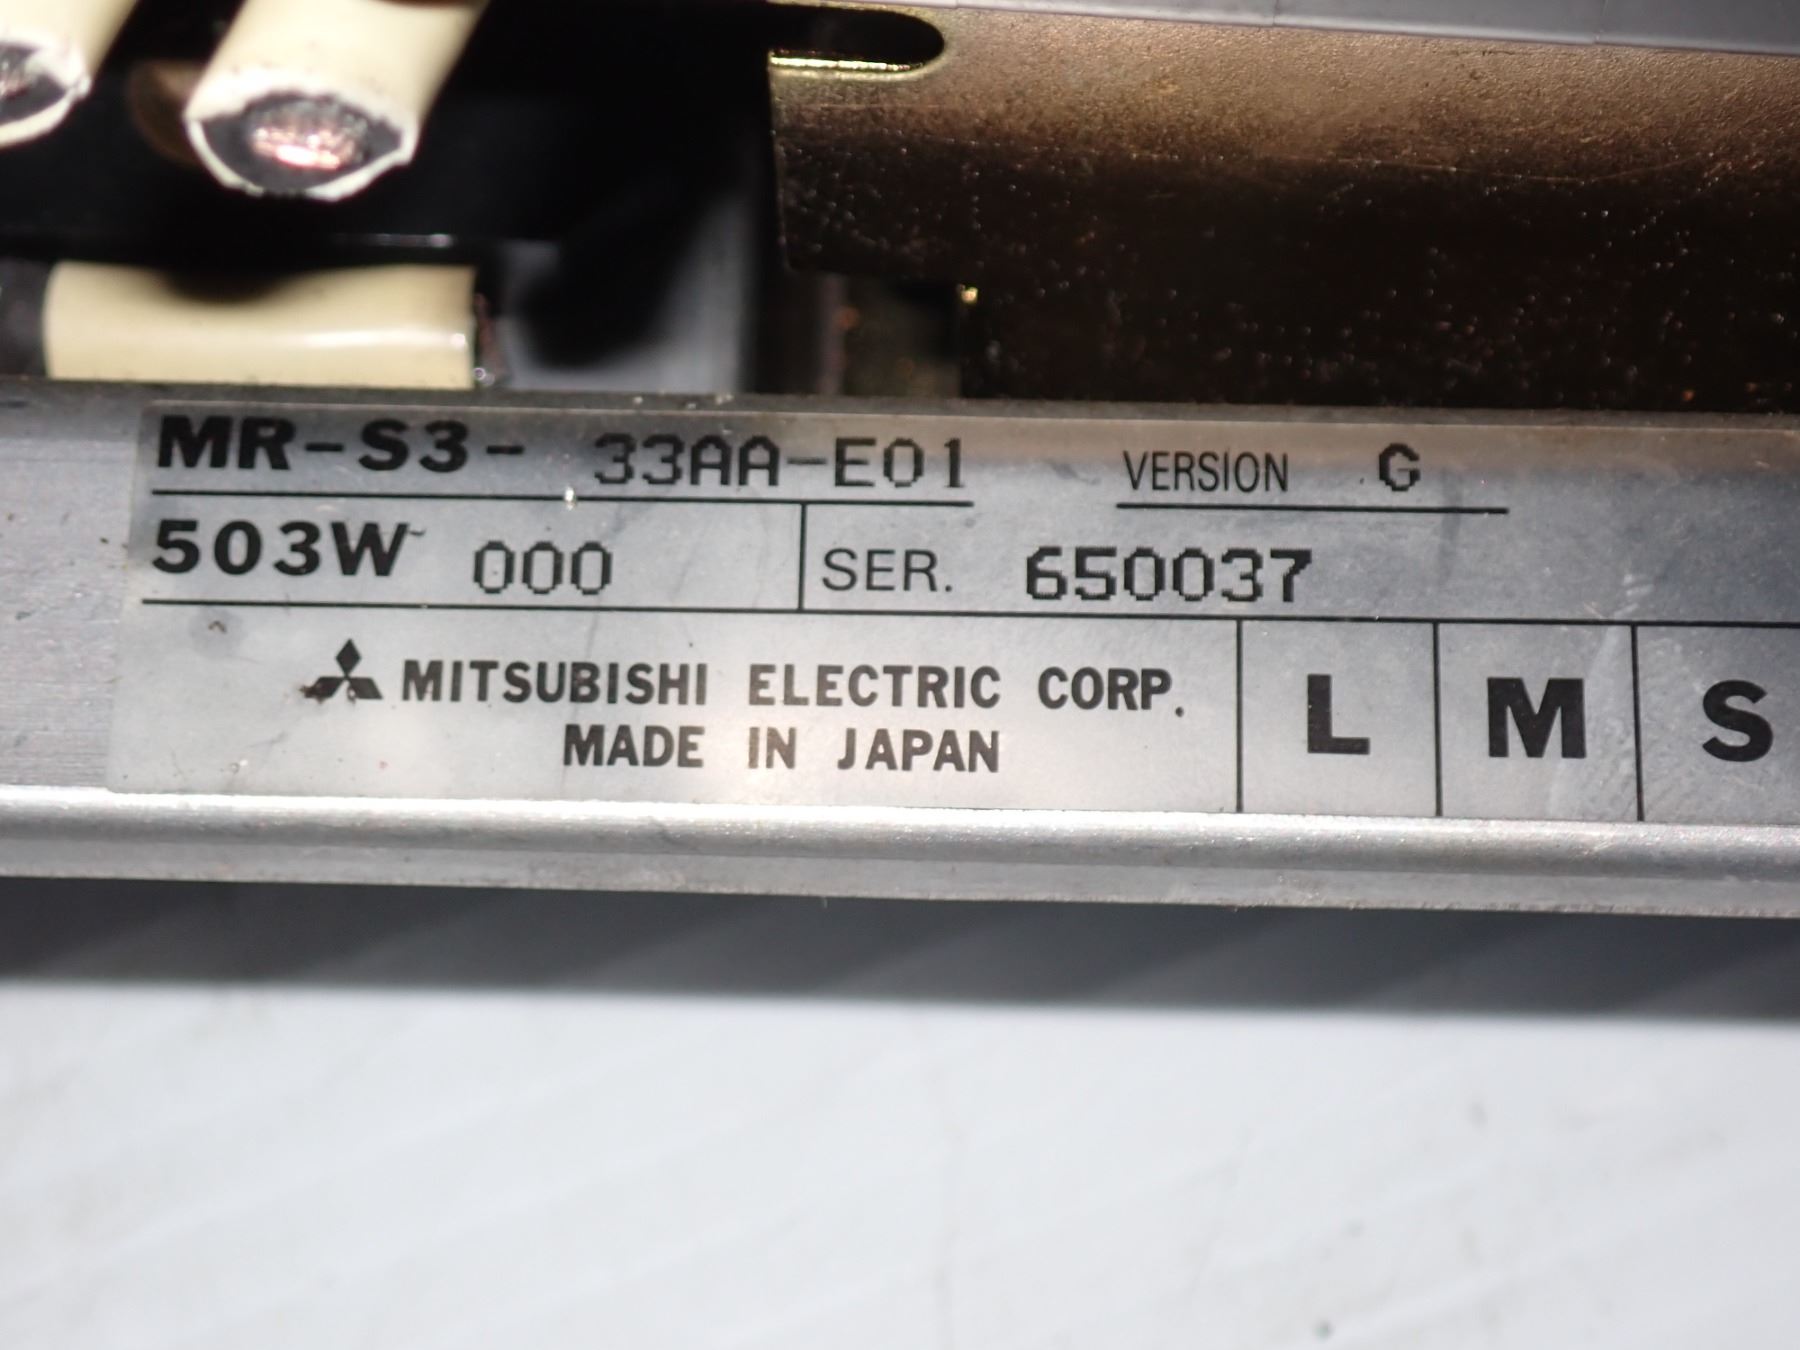 MR-S3- 33AA-E01 VERSION G
503W 000 SER. 650037
MITSUBISHI ELECTRIC CORP. L M S
MADE IN JAPAN